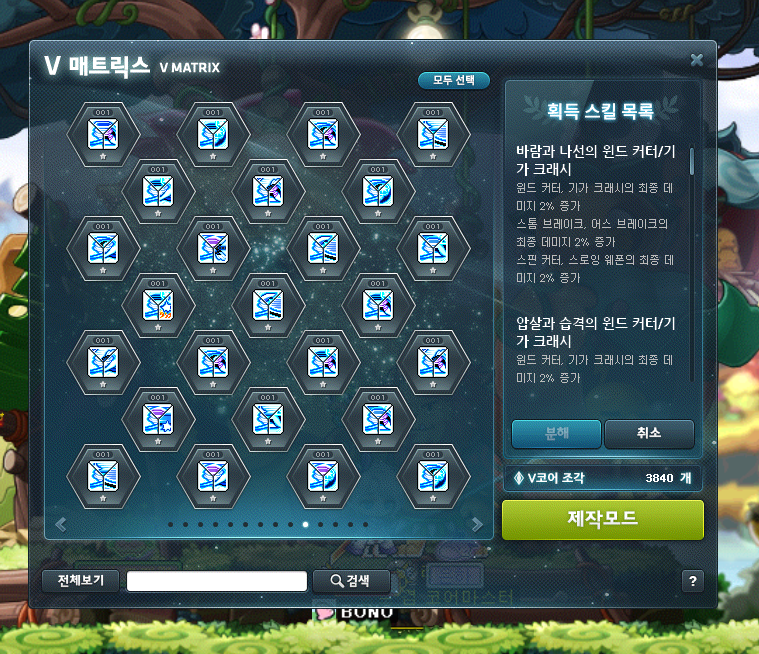 V 매트릭스 V MATRIX
모두 선택
획득 스킬 목록
바람과 나선의 윈드 커터/기
가 크래시
윈드 커터, 기가 크래시의 최종 데
미지 2% 증가
스톰 브레이크, 어스 브레이크의
최종 데미지 2% 증가
스핀 커터, 스로잉 웨폰의 최종 데
미지 2% 증가
압살과 습격의 윈드 커터/기
가 크래시
윈드 커터, 기가 크래시의 최종 데
미지 2% 증가
001 001 001 001
001 001 001
001 001 001 001
001 001 001
001 001 001 001
001 001 001
001 001 001 001
분해 취소
V코어 조각 3840 개
제작모드
전체보기 검색 ?
코어마스터
BONO